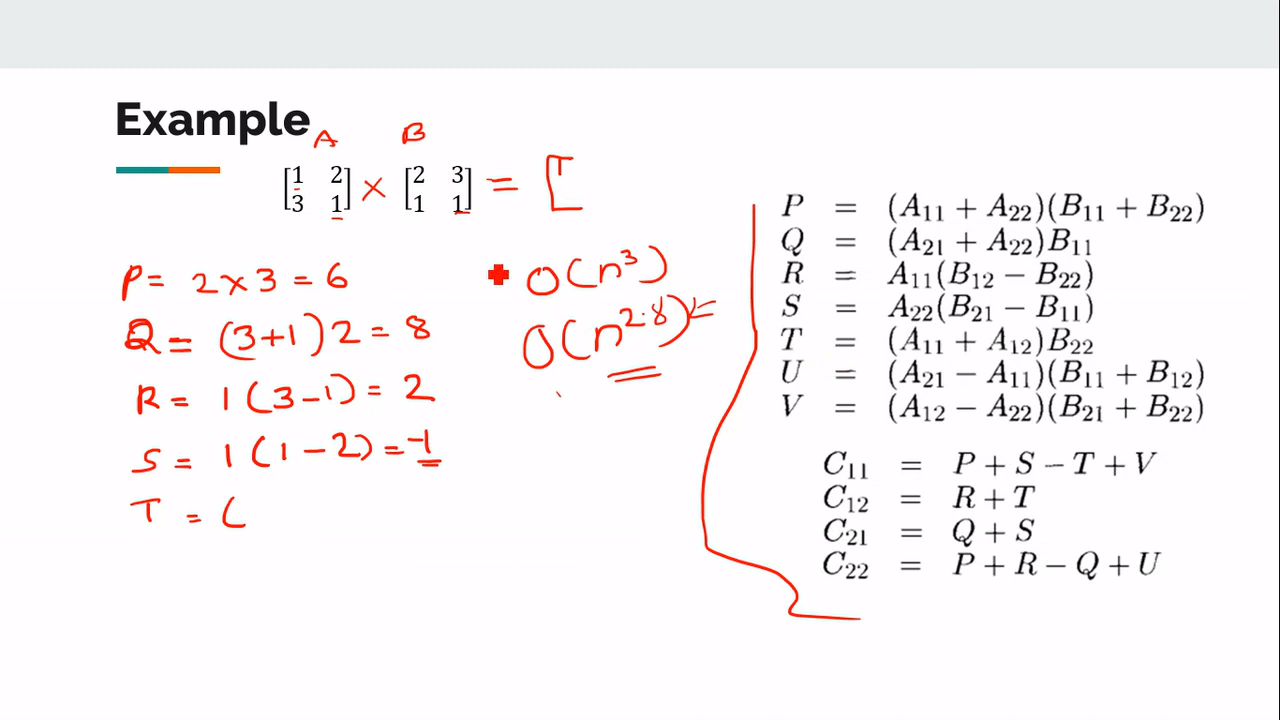 Example
A B
[1 2 3 1] × [2 3 1 1] = [
P = 2 × 3 = 6
Q = (3+1)2 = 8
R = 1(3-1) = 2
S = 1(1-2) = -1
T = (
O(n³)
O(n^2.8)
P = (A₁₁ + A₂₂)(B₁₁ + B₂₂)
Q = (A₂₁ + A₂₂)B₁₁
R = A₁₁(B₁₂ − B₂₂)
S = A₂₂(B₂₁ − B₁₁)
T = (A₁₁ + A₁₂)B₂₂
U = (A₂₁ − A₁₁)(B₁₁ + B₁₂)
V = (A₁₂ − A₂₂)(B₂₁ + B₂₂)
C₁₁ = P + S − T + V
C₁₂ = R + T
C₂₁ = Q + S
C₂₂ = P + R − Q + U